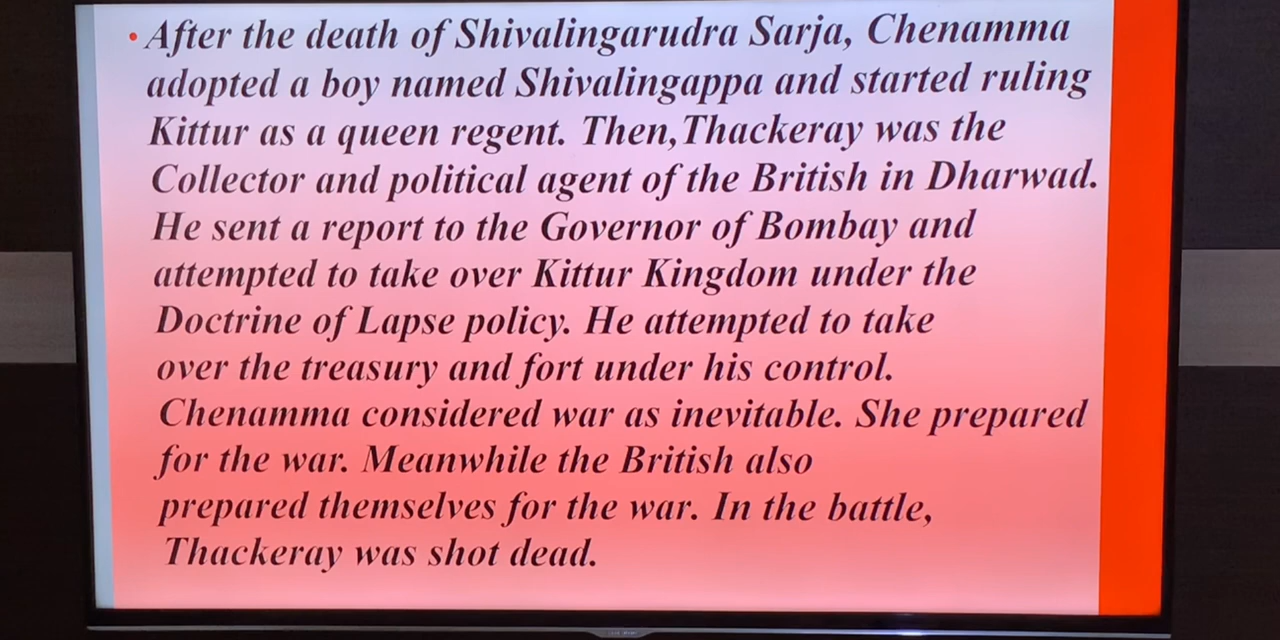 • After the death of Shivalingarudra Sarja, Chenamma
adopted a boy named Shivalingappa and started ruling
Kittur as a queen regent. Then,Thackeray was the
Collector and political agent of the British in Dharwad.
He sent a report to the Governor of Bombay and
attempted to take over Kittur Kingdom under the
Doctrine of Lapse policy. He attempted to take
over the treasury and fort under his control.
Chenamma considered war as inevitable. She prepared
for the war. Meanwhile the British also
prepared themselves for the war. In the battle,
Thackeray was shot dead.